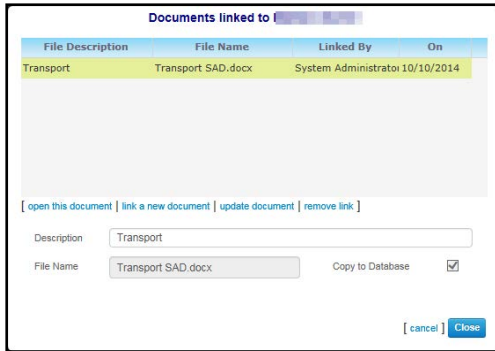 Documents linked to
File Description File Name Linked By On
Transport Transport SAD.docx System Administrato 10/10/2014
[ open this document | link a new document | update document | remove link ]
Description Transport
File Name Transport SAD.docx Copy to Database
[ cancel ] Close